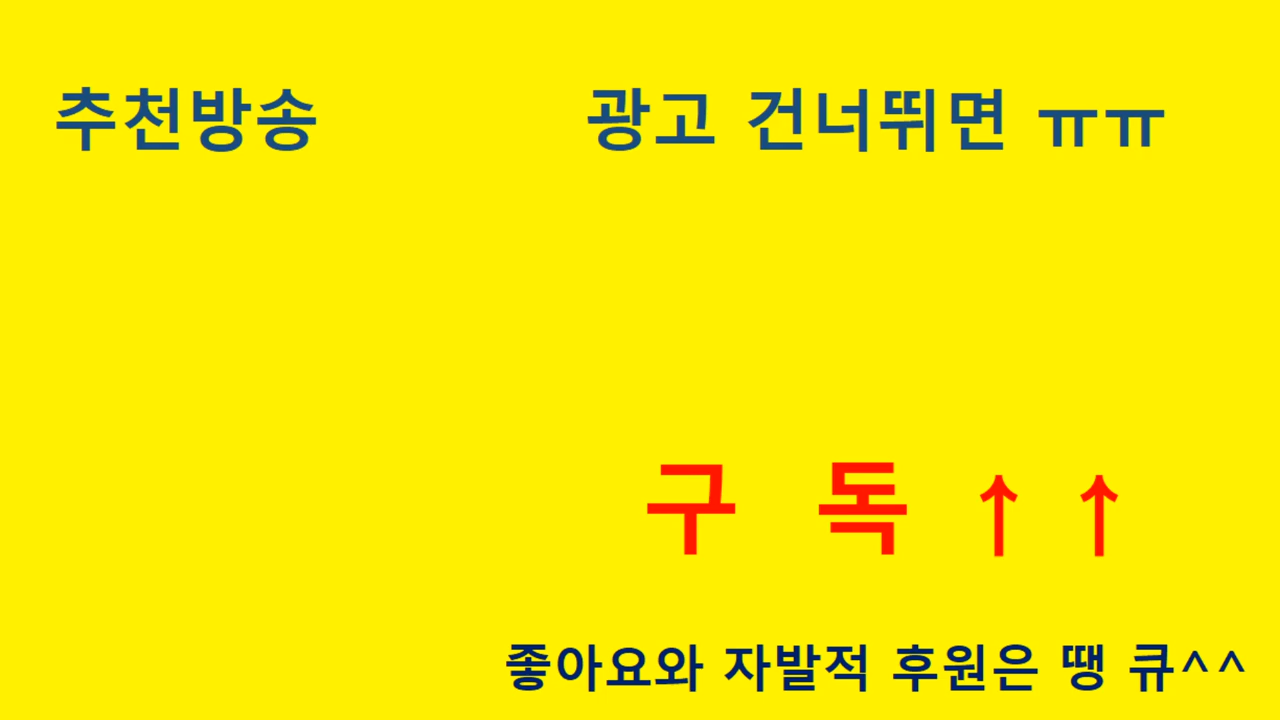 추천방송
광고 건너뛰면 ㅠㅠ
구 독 ↑ ↑
좋아요와 자발적 후원은 땡 큐^^